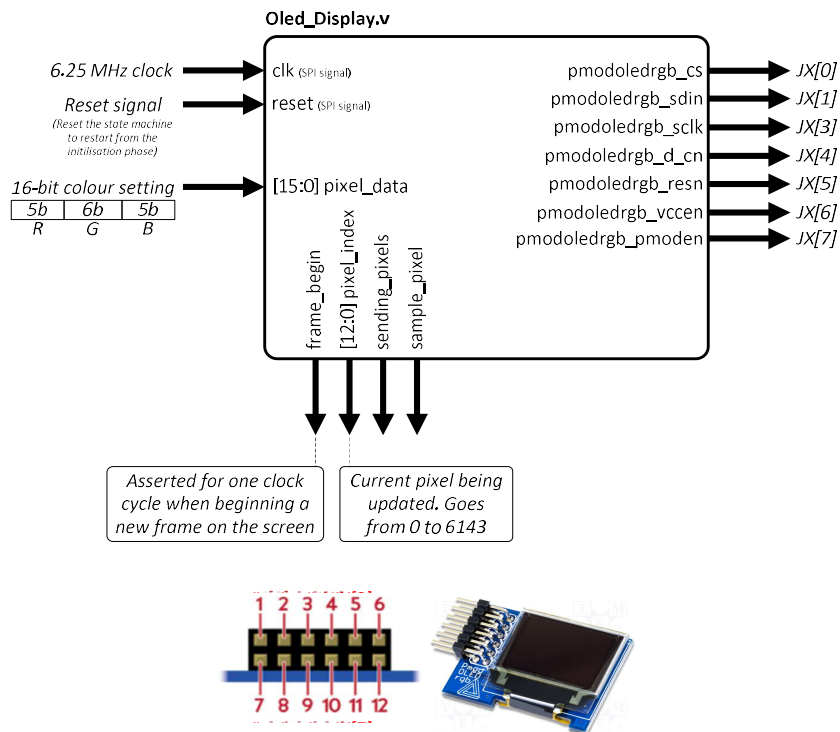 Oled_Display.v
6.25 MHz clock
clk (SPI signal)
Reset signal
reset (SPI signal)
(Reset the state machine
to restart from the
initilisation phase)
16-bit colour setting
[15:0] pixel_data
5b 6b 5b
R G B
pmodoledrgb_cs JX[0]
pmodoledrgb_sdin JX[1]
pmodoledrgb_sclk JX[3]
pmodoledrgb_d_cn JX[4]
pmodoledrgb_resn JX[5]
pmodoledrgb_vccen JX[6]
pmodoledrgb_pmoden JX[7]
frame_begin
[12:0] pixel_index
sending_pixels
sample_pixel
Asserted for one clock
cycle when beginning a
new frame on the screen
Current pixel being
updated. Goes
from 0 to 6143
1 2 3 4 5 6
7 8 9 10 11 12
Pmod
OLED
rgb